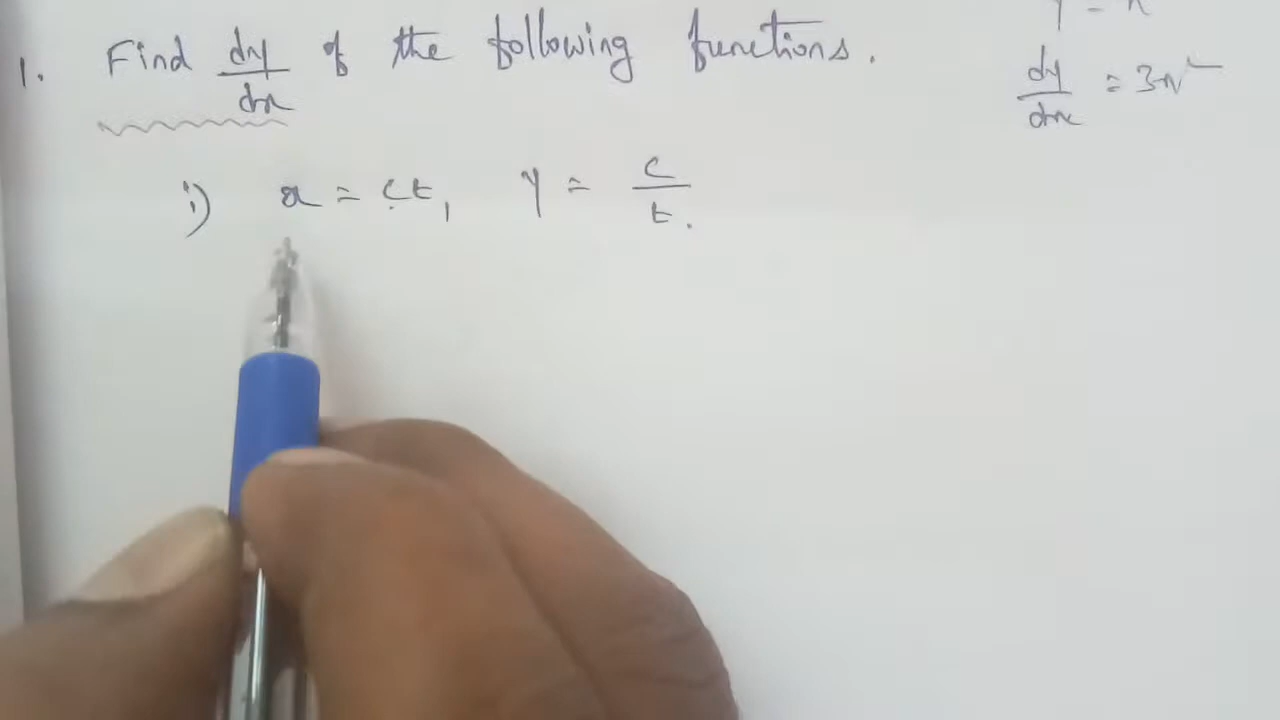 1. Find dy/dx of the following functions.
dy/dx = 3x²
i) x = ct, y = c/t.